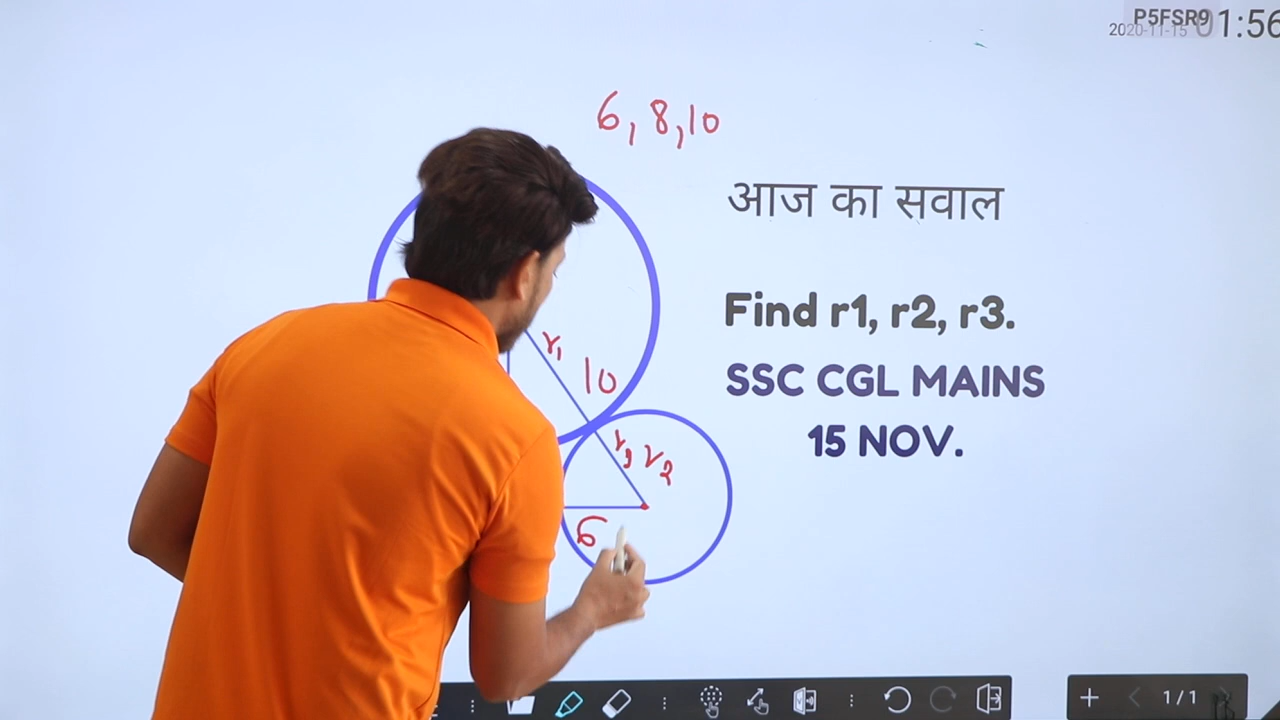 P5FSR9
2020-11-15 01:56
6, 8, 10
आज का सवाल
Find r1, r2, r3.
SSC CGL MAINS
15 NOV.
r1
10
r2
6
1/1